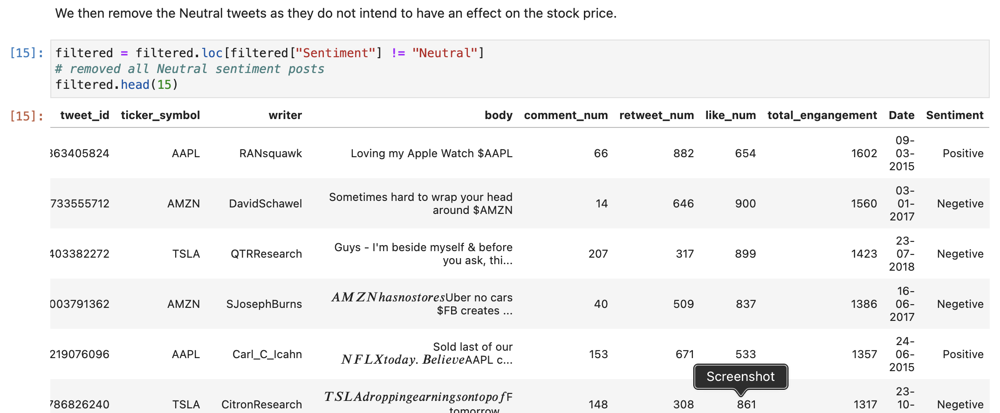 We then remove the Neutral tweets as they do not intend to have an effect on the stock price.
[15]: filtered = filtered.loc[filtered["Sentiment"] != "Neutral"]
# removed all Neutral sentiment posts
filtered.head(15)
[15]: tweet_id ticker_symbol writer body comment_num retweet_num like_num total_engangement Date Sentiment
363405824 AAPL RANsquawk Loving my Apple Watch $AAPL 66 882 654 1602 09-03-2015 Positive
733555712 AMZN DavidSchawel Sometimes hard to wrap your head around $AMZN 14 646 900 1560 03-01-2017 Negetive
403382272 TSLA QTRResearch Guys - I'm beside myself & before you ask, thi... 207 317 899 1423 23-07-2018 Negetive
003791362 AMZN SJosephBurns AMZNhasnostoresUber no cars $FB creates ... 40 509 837 1386 16-06-2017 Negetive
219076096 AAPL Carl_C_Icahn Sold last of our NFLXtoday. BelieveAAPL c... 153 671 533 1357 24-06-2015 Positive
Screenshot
786826240 TSLA CitronResearch TSLAdroppingearningsontopofF tomorrow 148 308 861 1317 23-10- Negetive